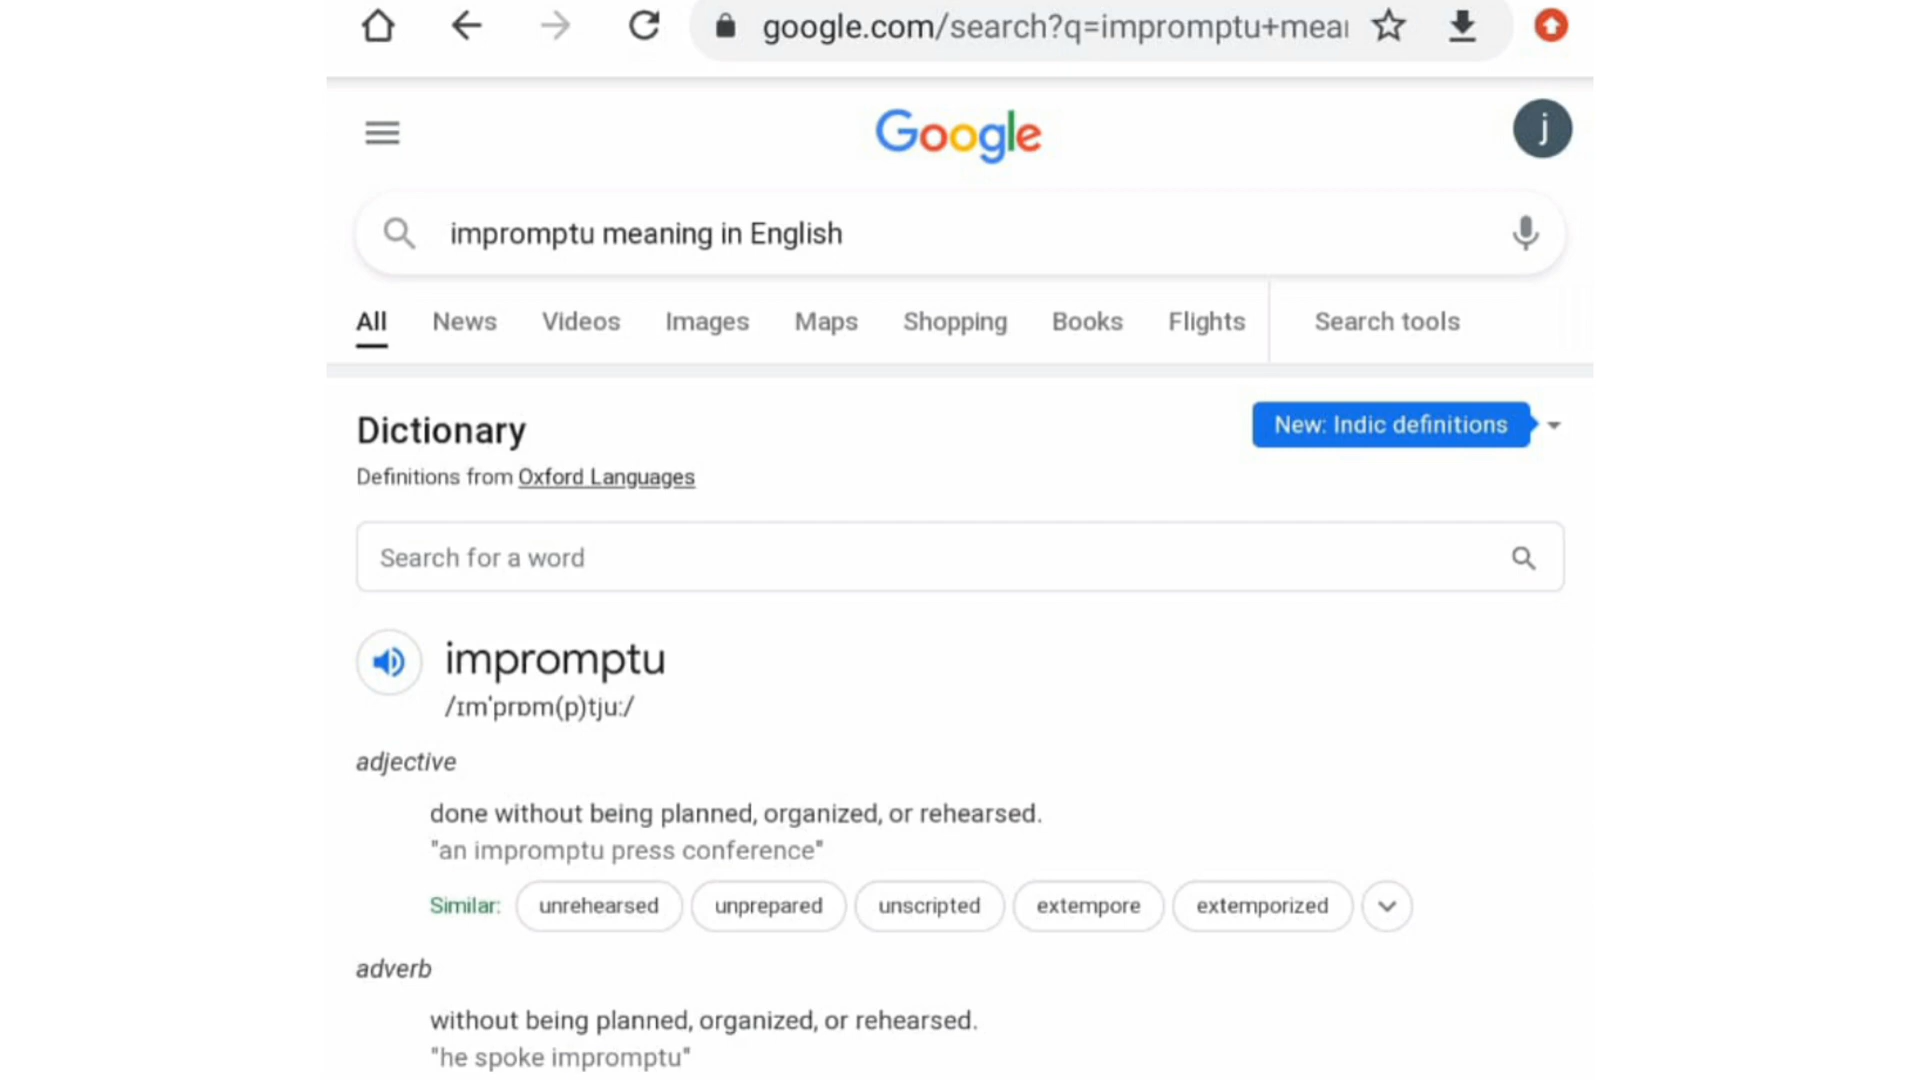 google.com/search?q=impromptu+mear
Google
j
impromptu meaning in English
All News Videos Images Maps Shopping Books Flights Search tools
Dictionary
New: Indic definitions
Definitions from Oxford Languages
Search for a word
impromptu
/ɪmˈprɒm(p)tjuː/
adjective
done without being planned, organized, or rehearsed.
"an impromptu press conference"
Similar: unrehearsed unprepared unscripted extempore extemporized
adverb
without being planned, organized, or rehearsed.
"he spoke impromptu"